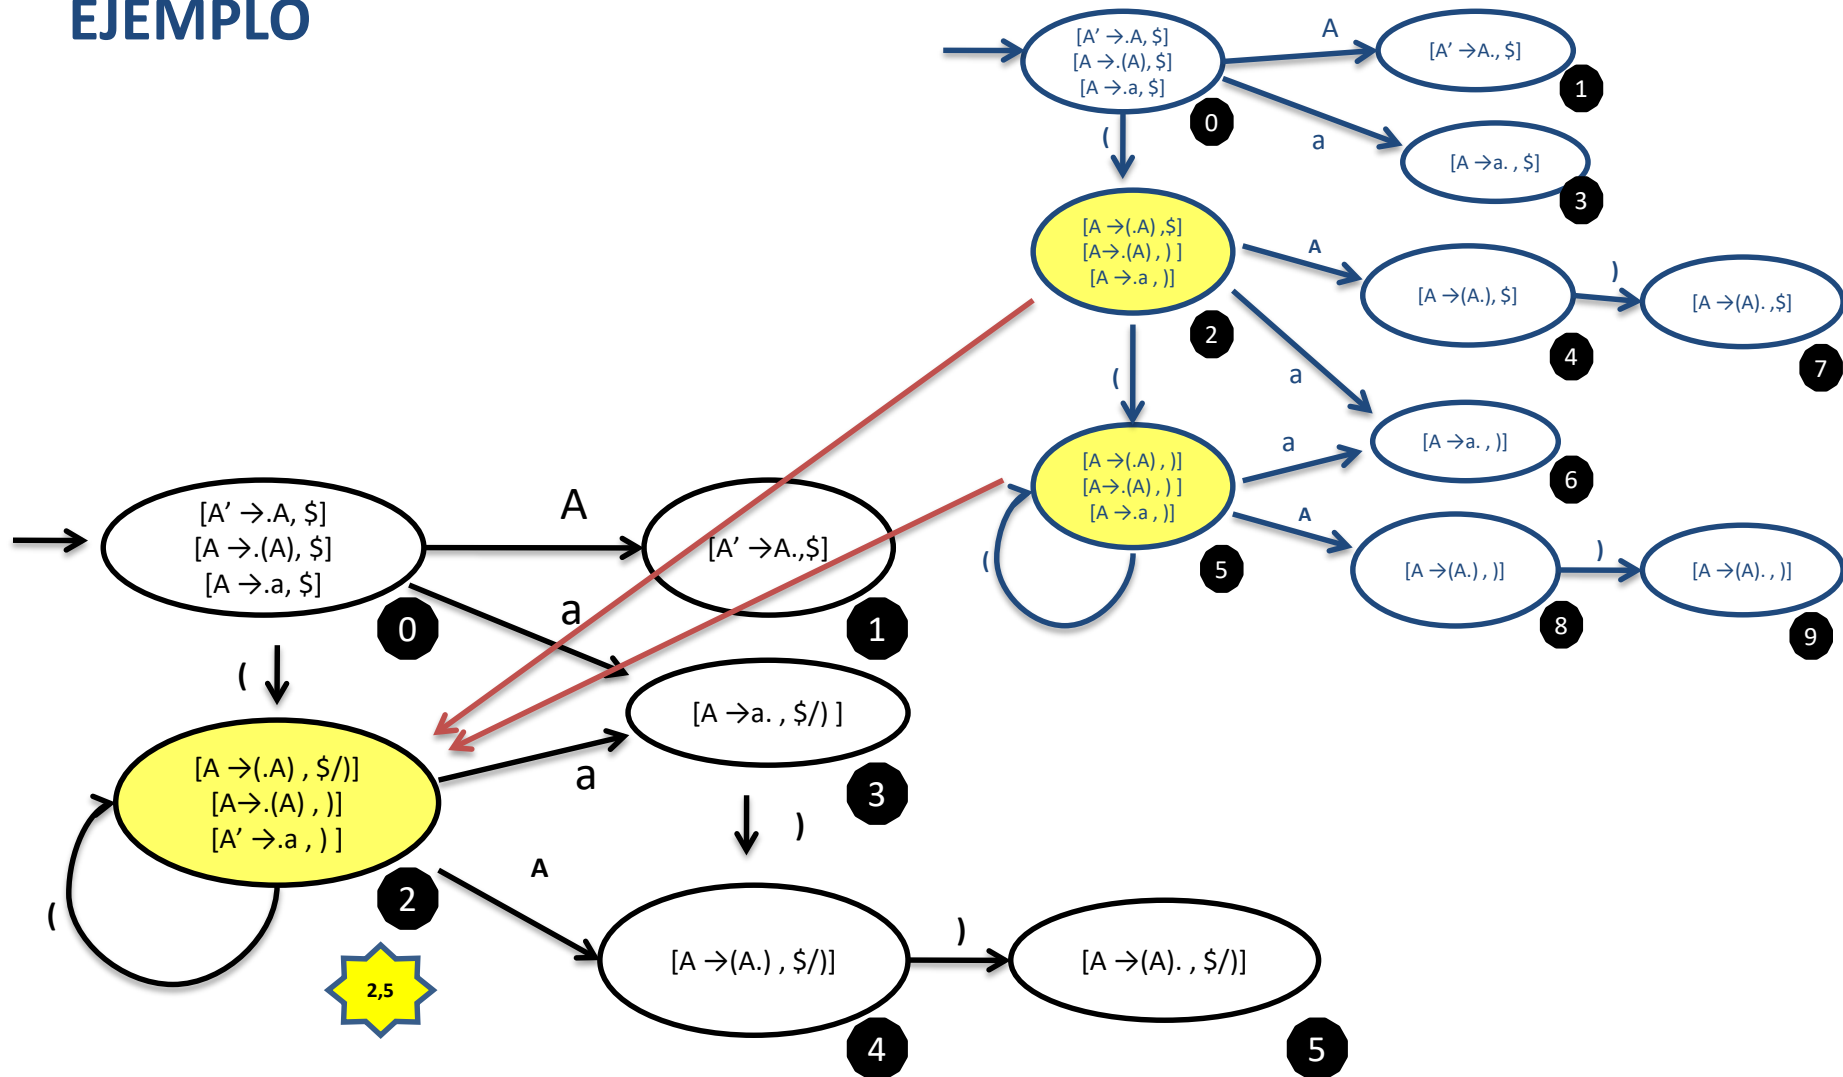 EJEMPLO
[A’ →.A, $]
[A →.(A), $]
[A →.a, $]
0
A
[A’ →A., $]
1
a
[A →a. , $]
3
(
[A →(.A) ,$]
[A→.(A) , ) ]
[A →.a , )]
2
A
[A →(A.), $]
4
)
[A →(A). ,$]
7
(
a
[A →a. , )]
6
a
[A →(.A) , )]
[A→.(A) , ) ]
[A →.a , )]
5
(
A
[A →(A.) , )]
8
)
[A →(A). , )]
9
[A’ →.A, $]
[A →.(A), $]
[A →.a, $]
0
A
[A’ →A.,$]
1
a
(
[A →a. , $/) ]
3
[A →(.A) , $/)]
[A→.(A) , )]
[A’ →.a , ) ]
2
a
)
(
A
2,5
[A →(A.) , $/)]
4
)
[A →(A). , $/)]
5